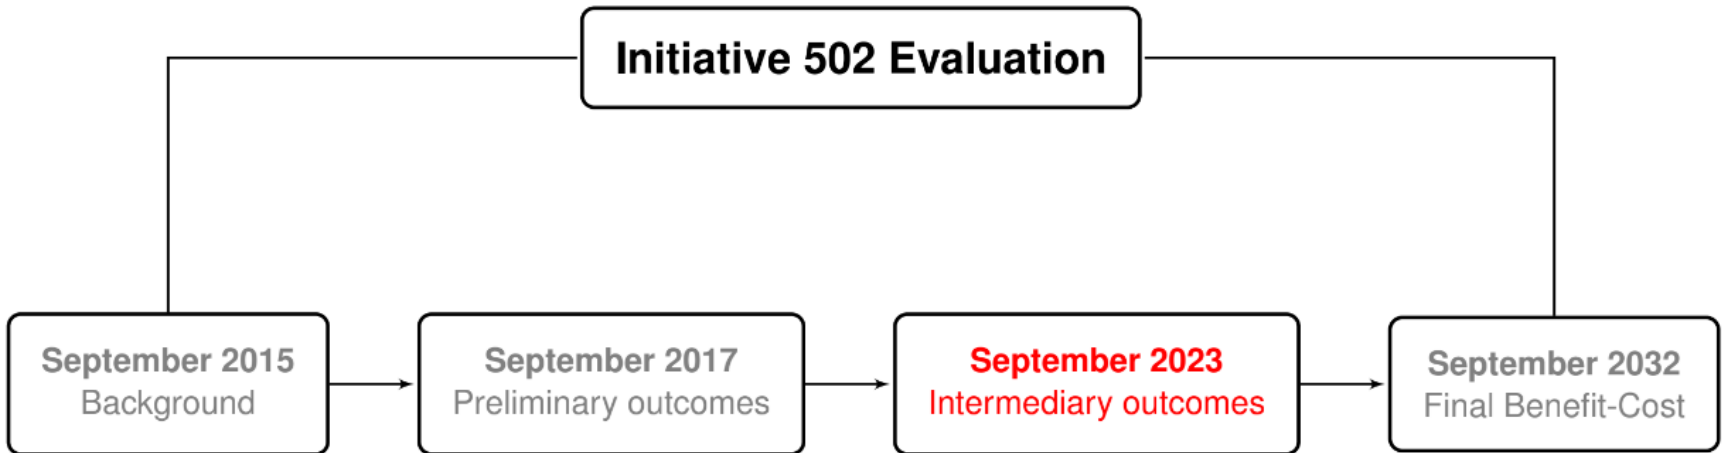 Initiative 502 Evaluation
September 2015
Background
September 2017
Preliminary outcomes
September 2023
Intermediary outcomes
September 2032
Final Benefit-Cost